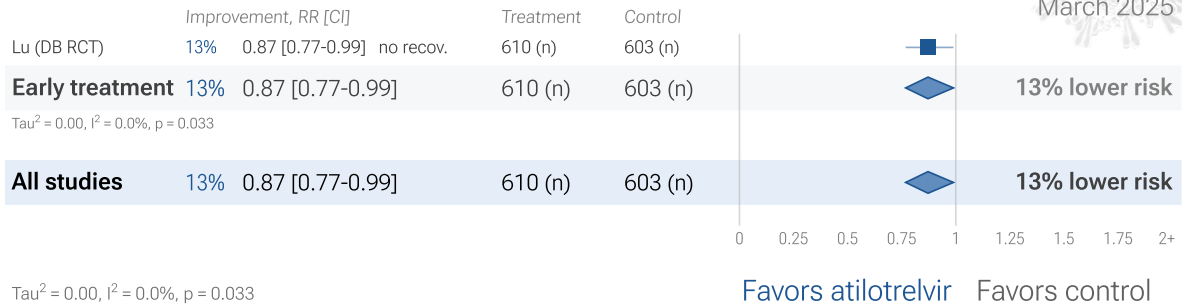 March 2025
Improvement, RR [CI] Treatment Control
Lu (DB RCT) 13% 0.87 [0.77-0.99] no recov. 610 (n) 603 (n)
Early treatment 13% 0.87 [0.77-0.99] 610 (n) 603 (n) 13% lower risk
Tau² = 0.00, I² = 0.0%, p = 0.033
All studies 13% 0.87 [0.77-0.99] 610 (n) 603 (n) 13% lower risk
0 0.25 0.5 0.75 1 1.25 1.5 1.75 2+
Tau² = 0.00, I² = 0.0%, p = 0.033 Favors atilotrelvir Favors control